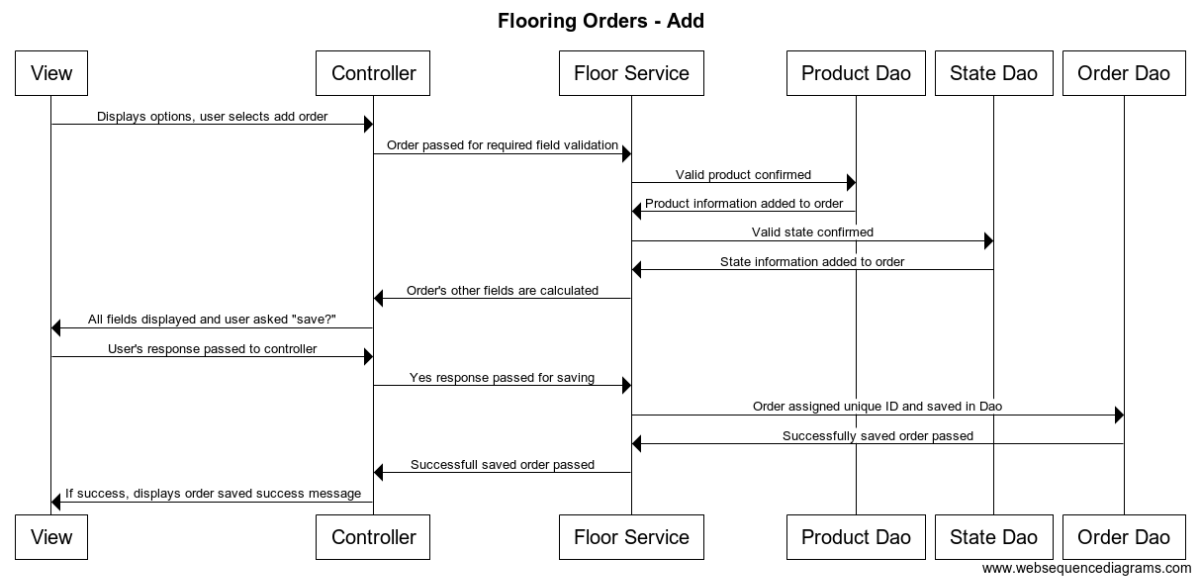 Flooring Orders - Add
View Controller Floor Service Product Dao State Dao Order Dao
Displays options, user selects add order
Order passed for required field validation
Valid product confirmed
Product information added to order
Valid state confirmed
State information added to order
Order's other fields are calculated
All fields displayed and user asked "save?"
User's response passed to controller
Yes response passed for saving
Order assigned unique ID and saved in Dao
Successfully saved order passed
Successfull saved order passed
If success, displays order saved success message
View Controller Floor Service Product Dao State Dao Order Dao
www.websequencediagrams.com